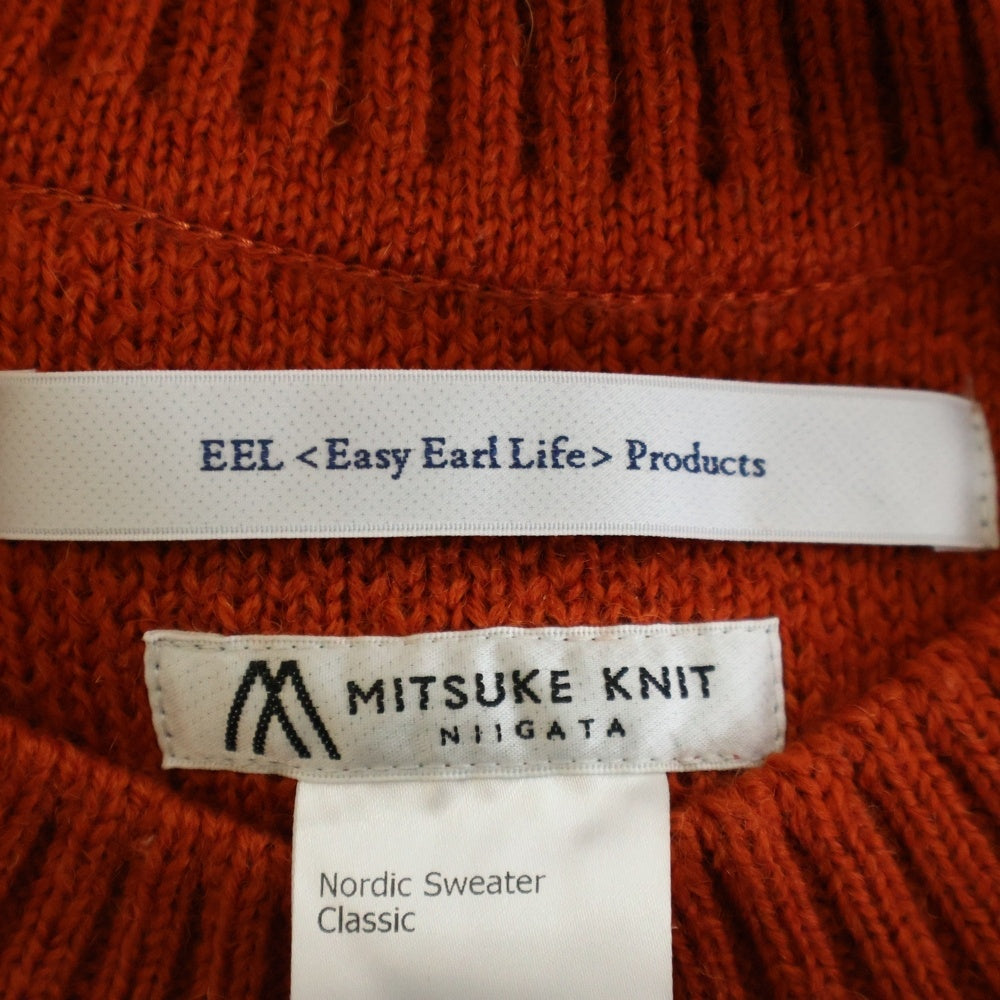 EEL <Easy Earl Life> Products
MITSUKE KNIT
NIIGATA
Nordic Sweater
Classic